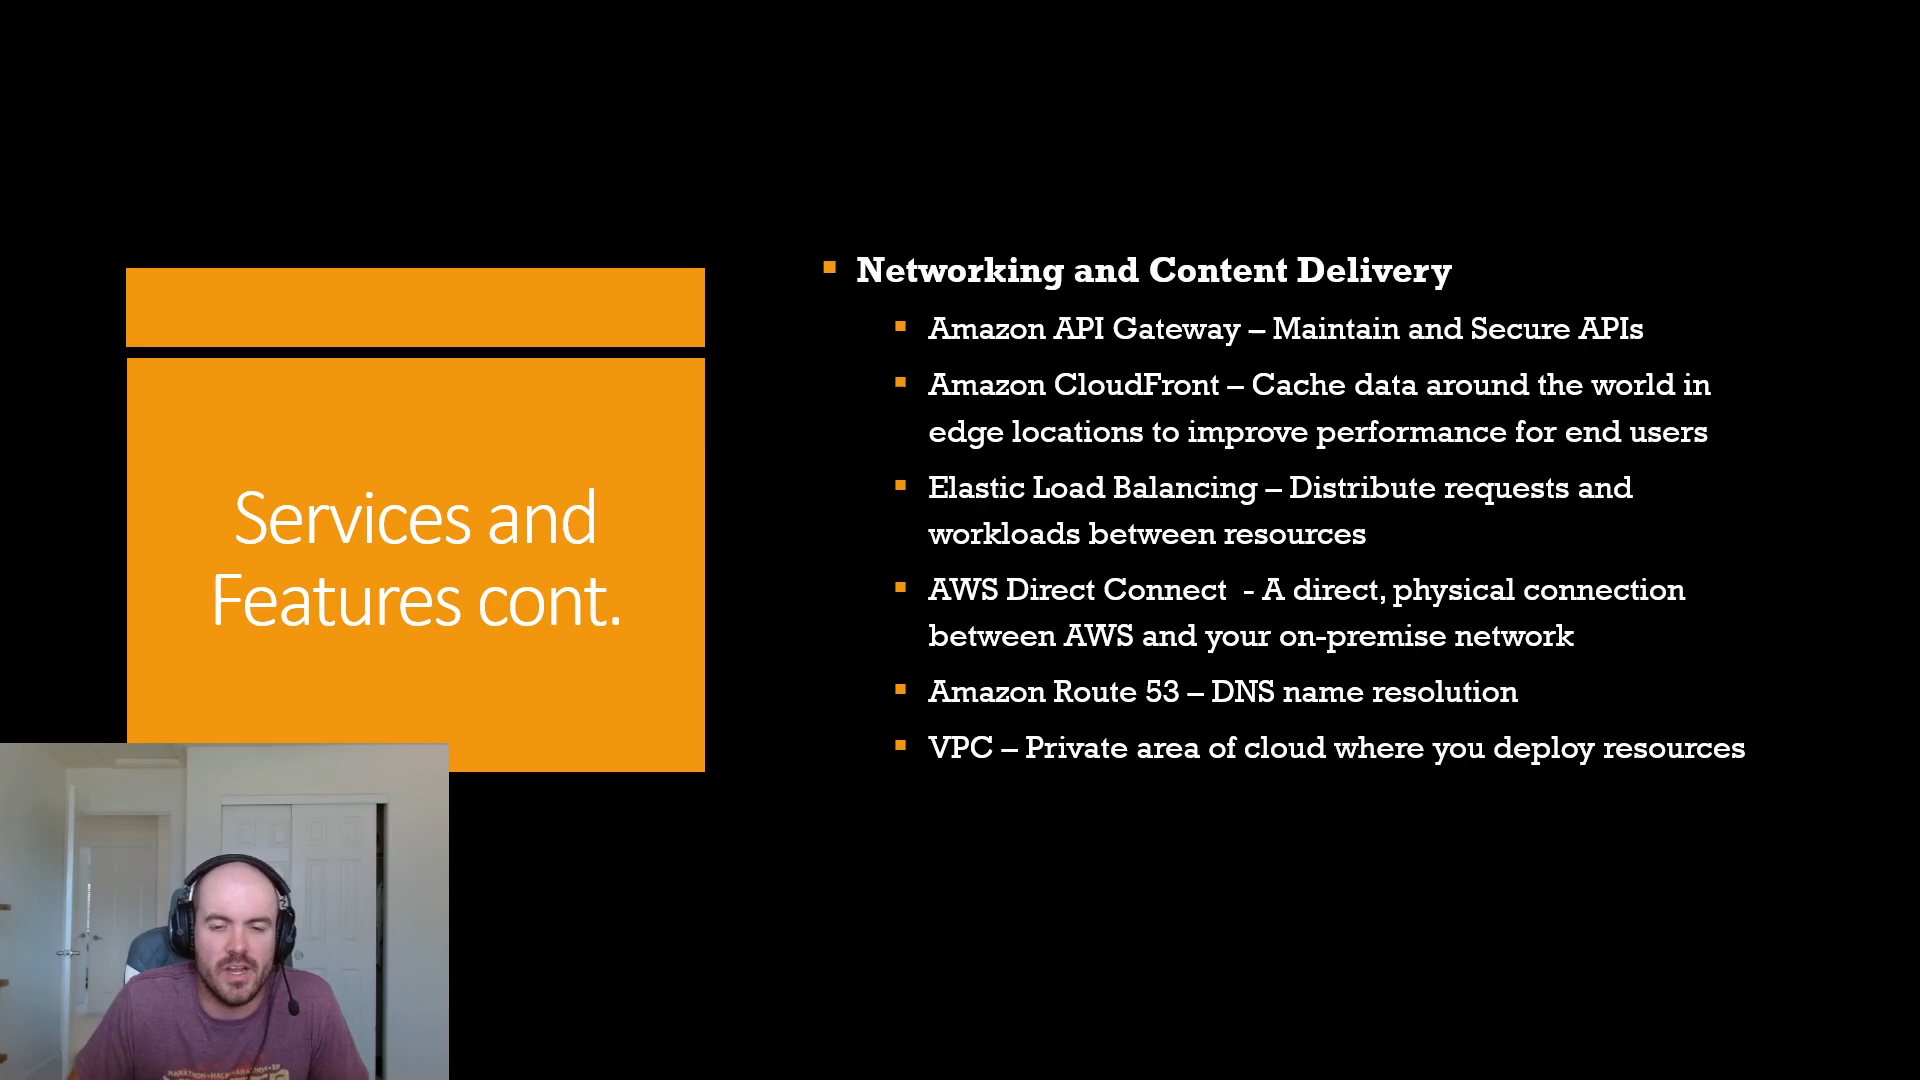 Services and
Features cont.
Networking and Content Delivery
Amazon API Gateway – Maintain and Secure APIs
Amazon CloudFront – Cache data around the world in
edge locations to improve performance for end users
Elastic Load Balancing – Distribute requests and
workloads between resources
AWS Direct Connect  - A direct, physical connection
between AWS and your on-premise network
Amazon Route 53 – DNS name resolution
VPC – Private area of cloud where you deploy resources